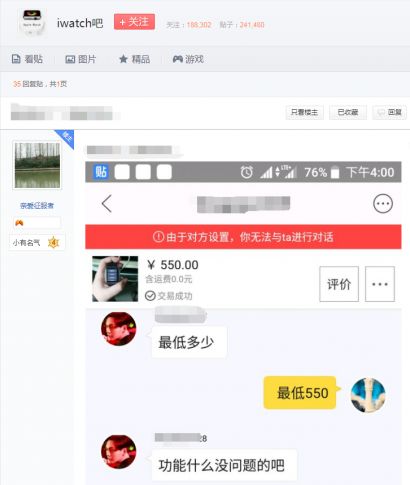 iwatch吧
+ 关注
关注：188,302 贴子：241,480
看贴 图片 精品 游戏
35 回复贴，共1页
只看楼主 已收藏 回复
楼主
亲爱征服者
小有名气 4
贴 76% 下午4:00
由于对方设置，你无法与ta进行对话
¥ 550.00
含运费0.0元
交易成功
评价
最低多少
最低550
功能什么没问题的吧